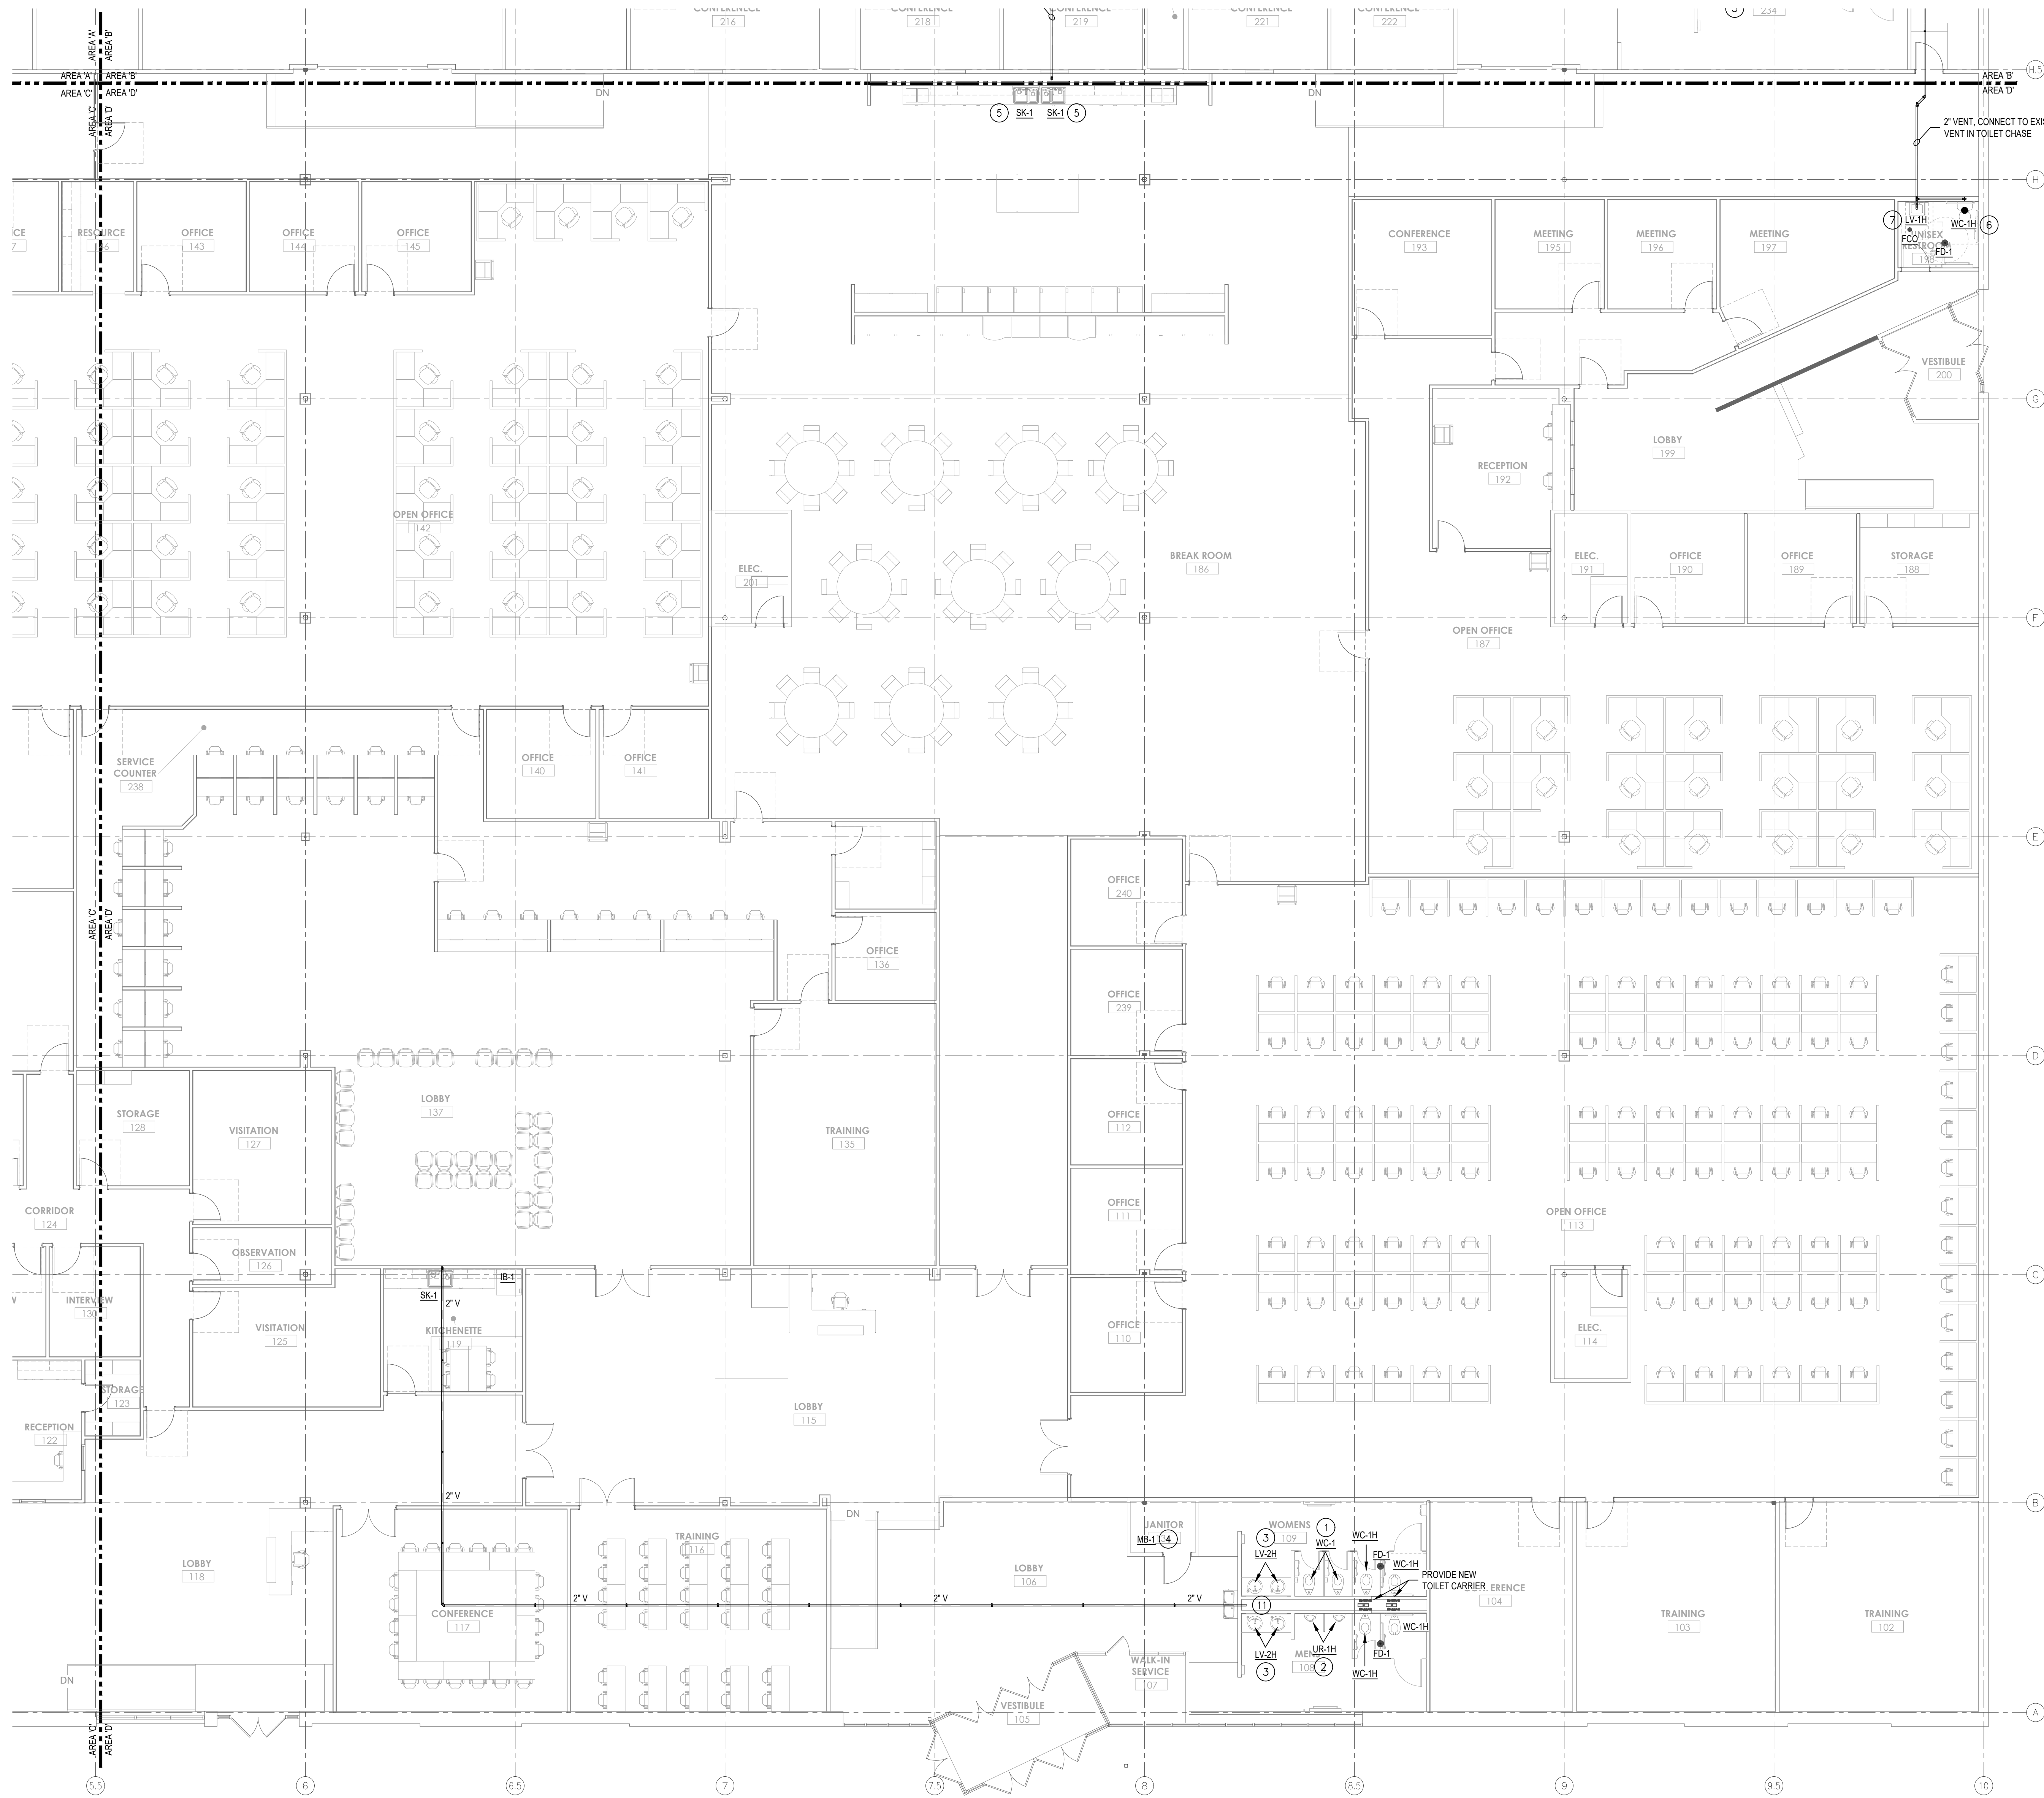 CONFERENCE
216
CONFERENCE
218
CONFERENCE
219
CONFERENCE
221
CONFERENCE
222
234
AREA 'A'
AREA 'B'
AREA 'A'
AREA 'B'
AREA 'C'
AREA 'D'
AREA 'C'
AREA 'D'
AREA 'B'
AREA 'D'
H.5
DN
DN
5
SK-1
SK-1
5
2" VENT, CONNECT TO
VENT IN TOILET CHASE
H
RESOURCE
OFFICE
143
OFFICE
144
OFFICE
145
CONFERENCE
193
MEETING
195
MEETING
196
MEETING
197
7
LV-1H
WC-1H
6
UNISEX
RESTROOM
198
FCO
FD-1
VESTIBULE
200
G
LOBBY
199
RECEPTION
192
OPEN OFFICE
142
BREAK ROOM
186
ELEC.
201
ELEC.
191
OFFICE
190
OFFICE
189
STORAGE
188
F
OPEN OFFICE
187
SERVICE
COUNTER
238
OFFICE
140
OFFICE
141
E
OFFICE
240
AREA 'C'
AREA 'D'
OFFICE
136
OFFICE
239
D
STORAGE
128
VISITATION
127
LOBBY
137
TRAINING
135
OFFICE
112
CORRIDOR
124
OFFICE
111
OPEN OFFICE
113
OBSERVATION
126
C
IB-1
SK-1
2" V
INTERVIEW
130
VISITATION
125
KITCHENETTE
119
OFFICE
110
ELEC.
114
STORAGE
123
RECEPTION
122
LOBBY
115
2" V
B
DN
LOBBY
118
TRAINING
116
JANITOR
MB-1
4
WOMENS
109
3
LV-2H
1
WC-1
WC-1H
FD-1
WC-1H
PROVIDE NEW
TOILET CARRIER
LOBBY
106
104
CONFERENCE
117
2" V
2" V
2" V
11
TRAINING
103
TRAINING
102
LV-2H
3
UR-1H
2
MENS
108
WC-1H
FD-1
WC-1H
WALK-IN
SERVICE
107
DN
VESTIBULE
105
A
AREA 'C'
AREA 'D'
5.5
6
6.5
7
7.5
8
8.5
9
9.5
10